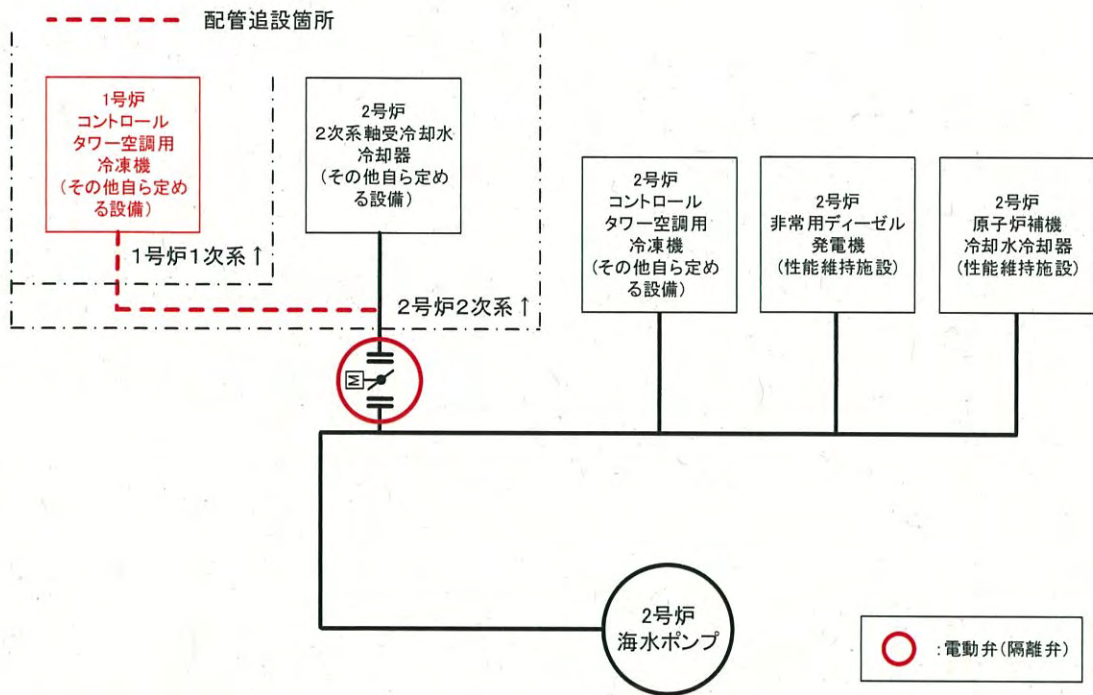 配管追設箇所
1号炉
コントロール
タワー空調用
冷凍機
(その他自ら定め
る設備)
2号炉
2次系軸受冷却水
冷却器
(その他自ら定め
る設備)
1号炉1次系↑
2号炉2次系↑
2号炉
コントロール
タワー空調用
冷凍機
(その他自ら定め
る設備)
2号炉
非常用ディーゼル
発電機
(性能維持施設)
2号炉
原子炉補機
冷却水冷却器
(性能維持施設)
M
2号炉
海水ポンプ
:電動弁(隔離弁)